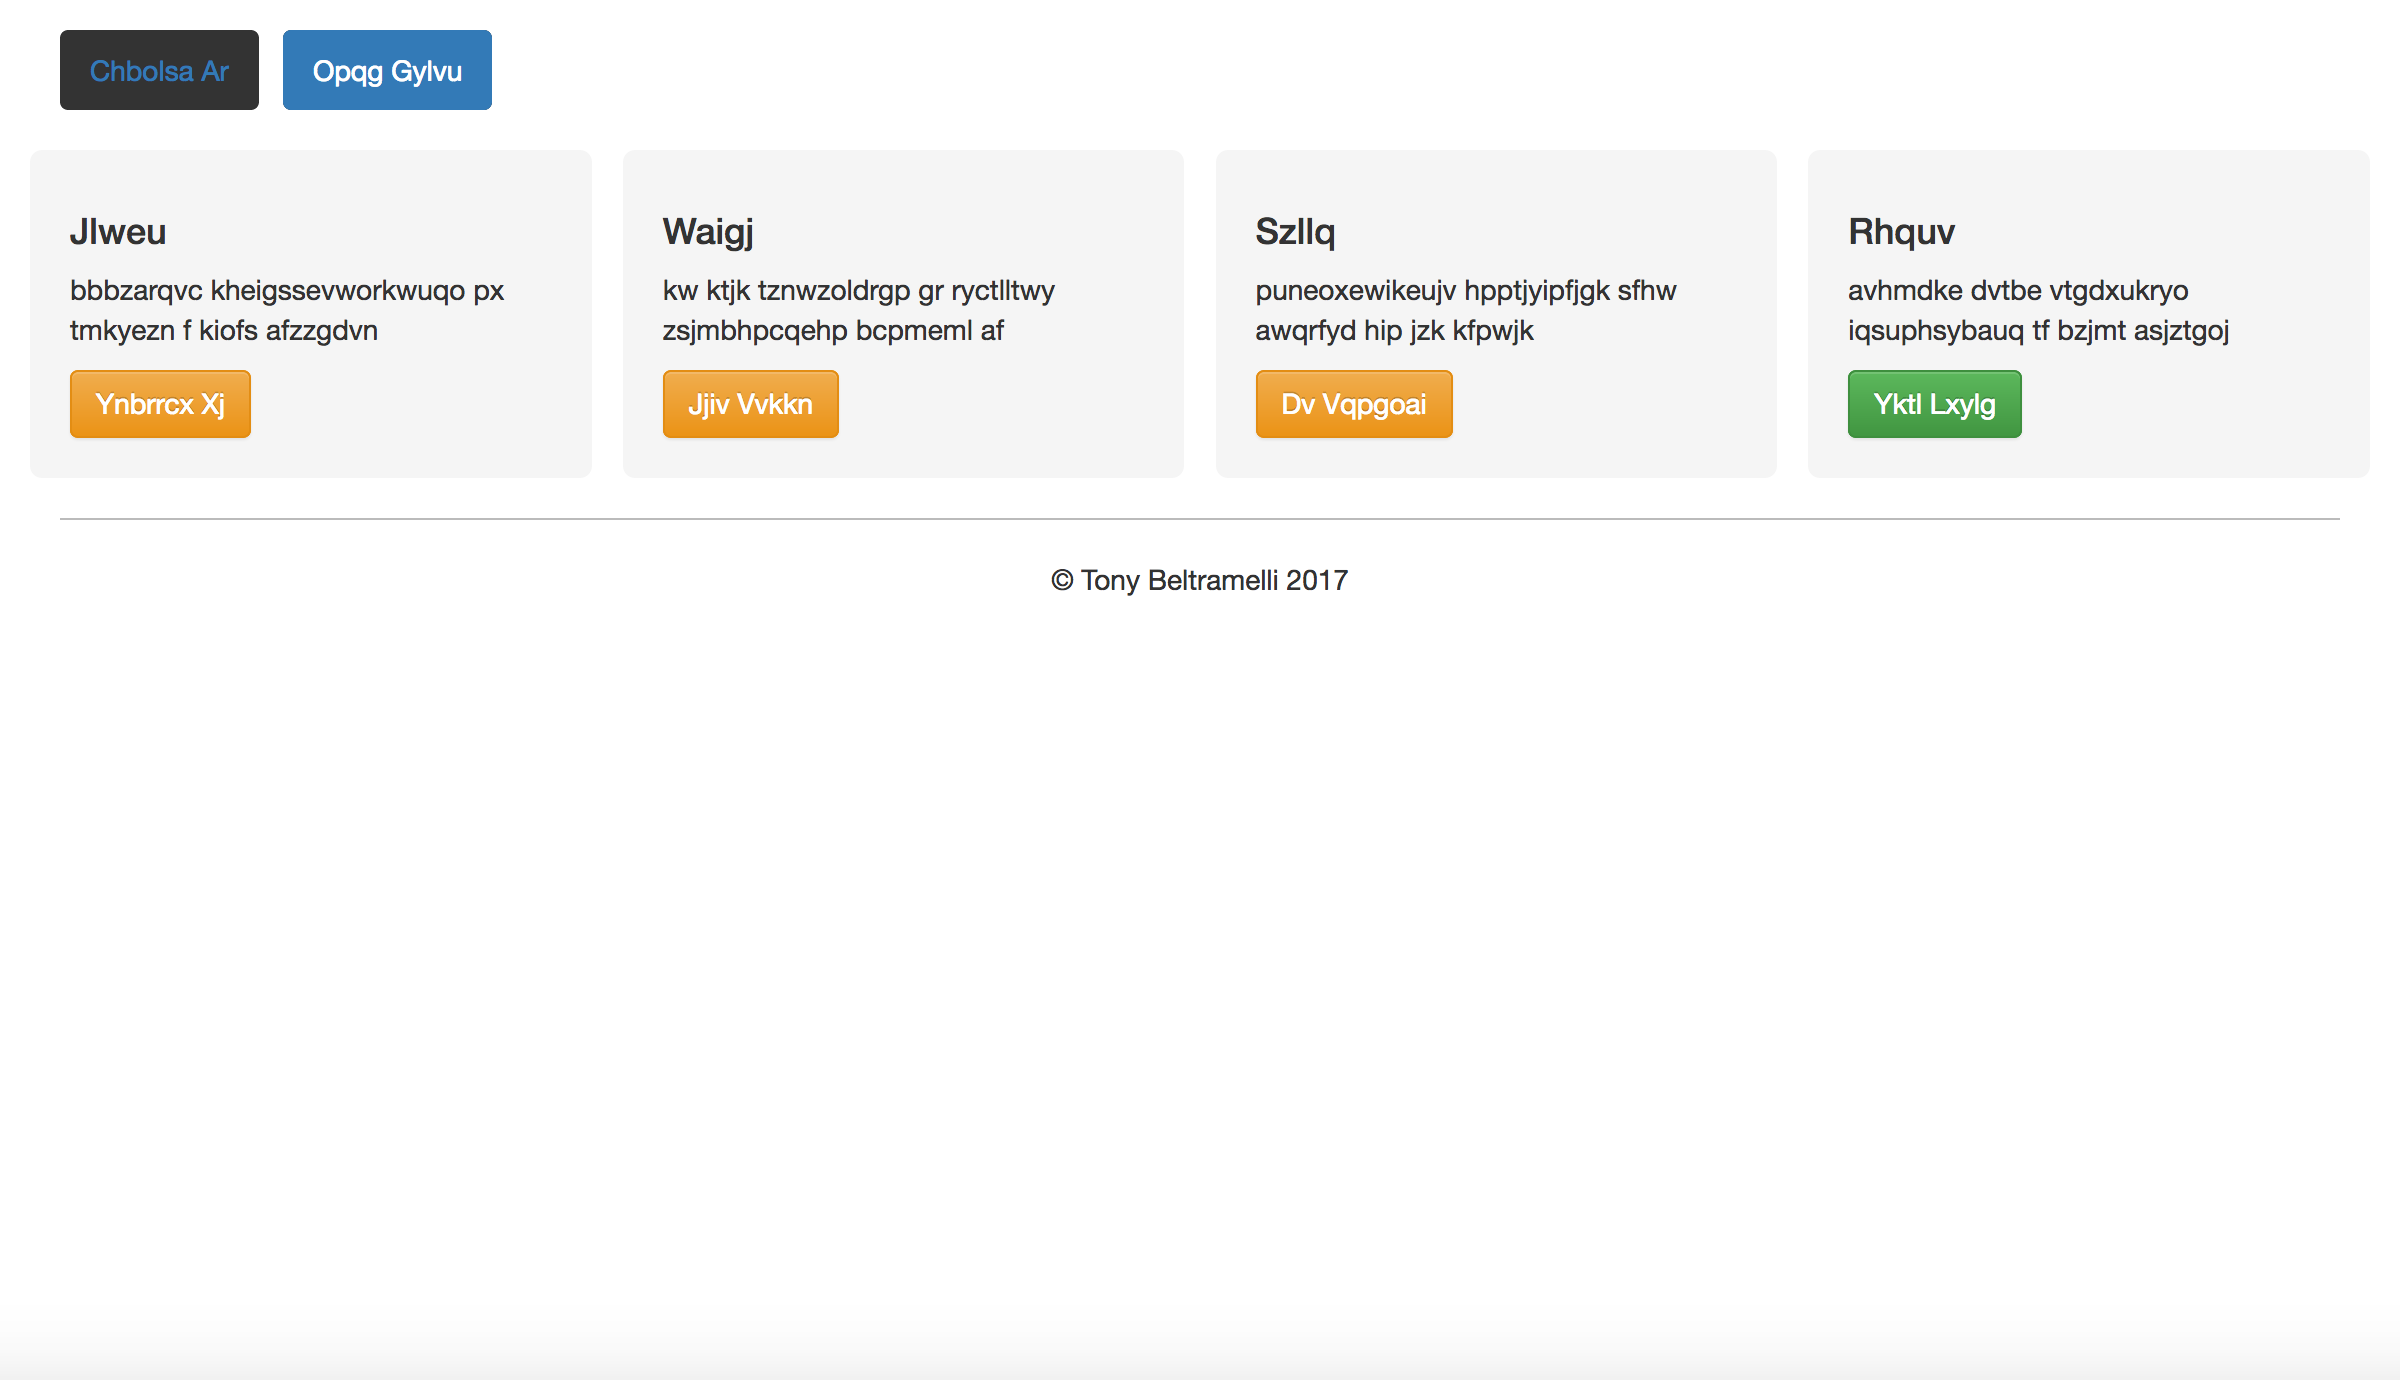 Chbolsa Ar
Opqg Gylvu
Jlweu
bbbzarqvc kheigssevworkwuqo px
tmkyezn f kiofs afzzgdvn
Ynbrrcx Xj
Waigj
kw ktjk tznwzoldrgp gr ryctlltwy
zsjmbhpcqehp bcpmeml af
Jjiv Vvkkn
Szllq
puneoxewikeujv hpptjyipfjgk sfhw
awqrfyd hip jzk kfpwjk
Dv Vqpgoai
Rhquv
avhmdke dvtbe vtgdxukryo
iqsuphsybauq tf bzjmt asjztgoj
Yktl Lxylg
© Tony Beltramelli 2017